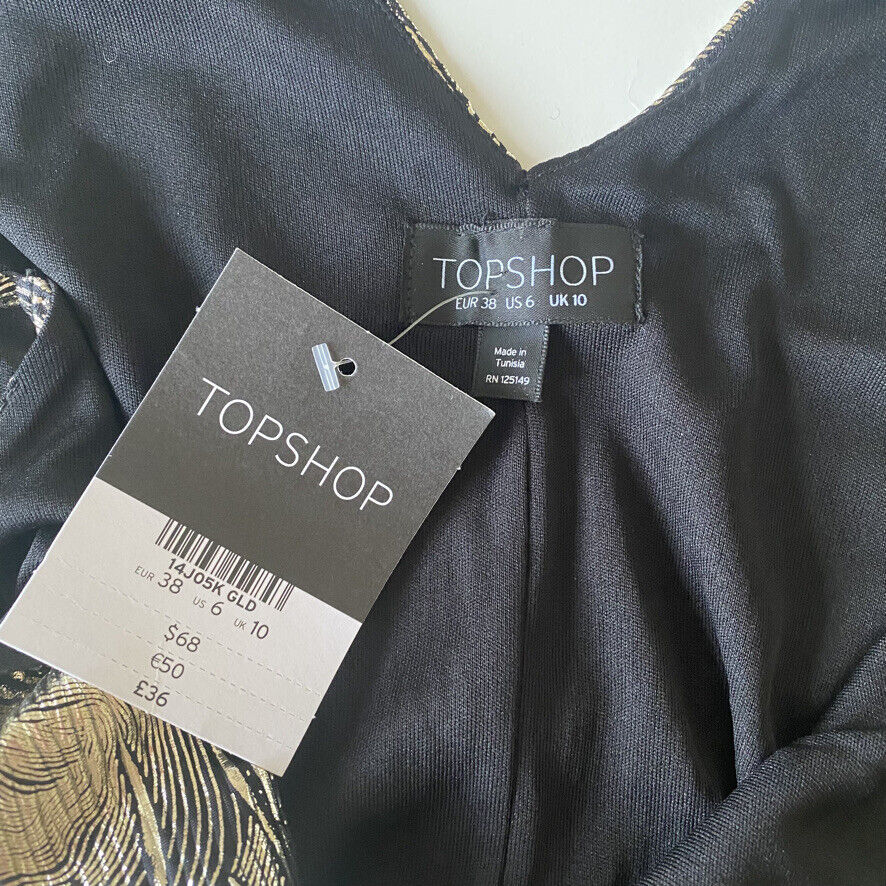 TOPSHOP
EUR 38 US 6 UK 10
Made in
Tunisia
RN 125149
TOPSHOP
14J05K GLD
EUR 38 US 6 UK 10
$68
€50
£36